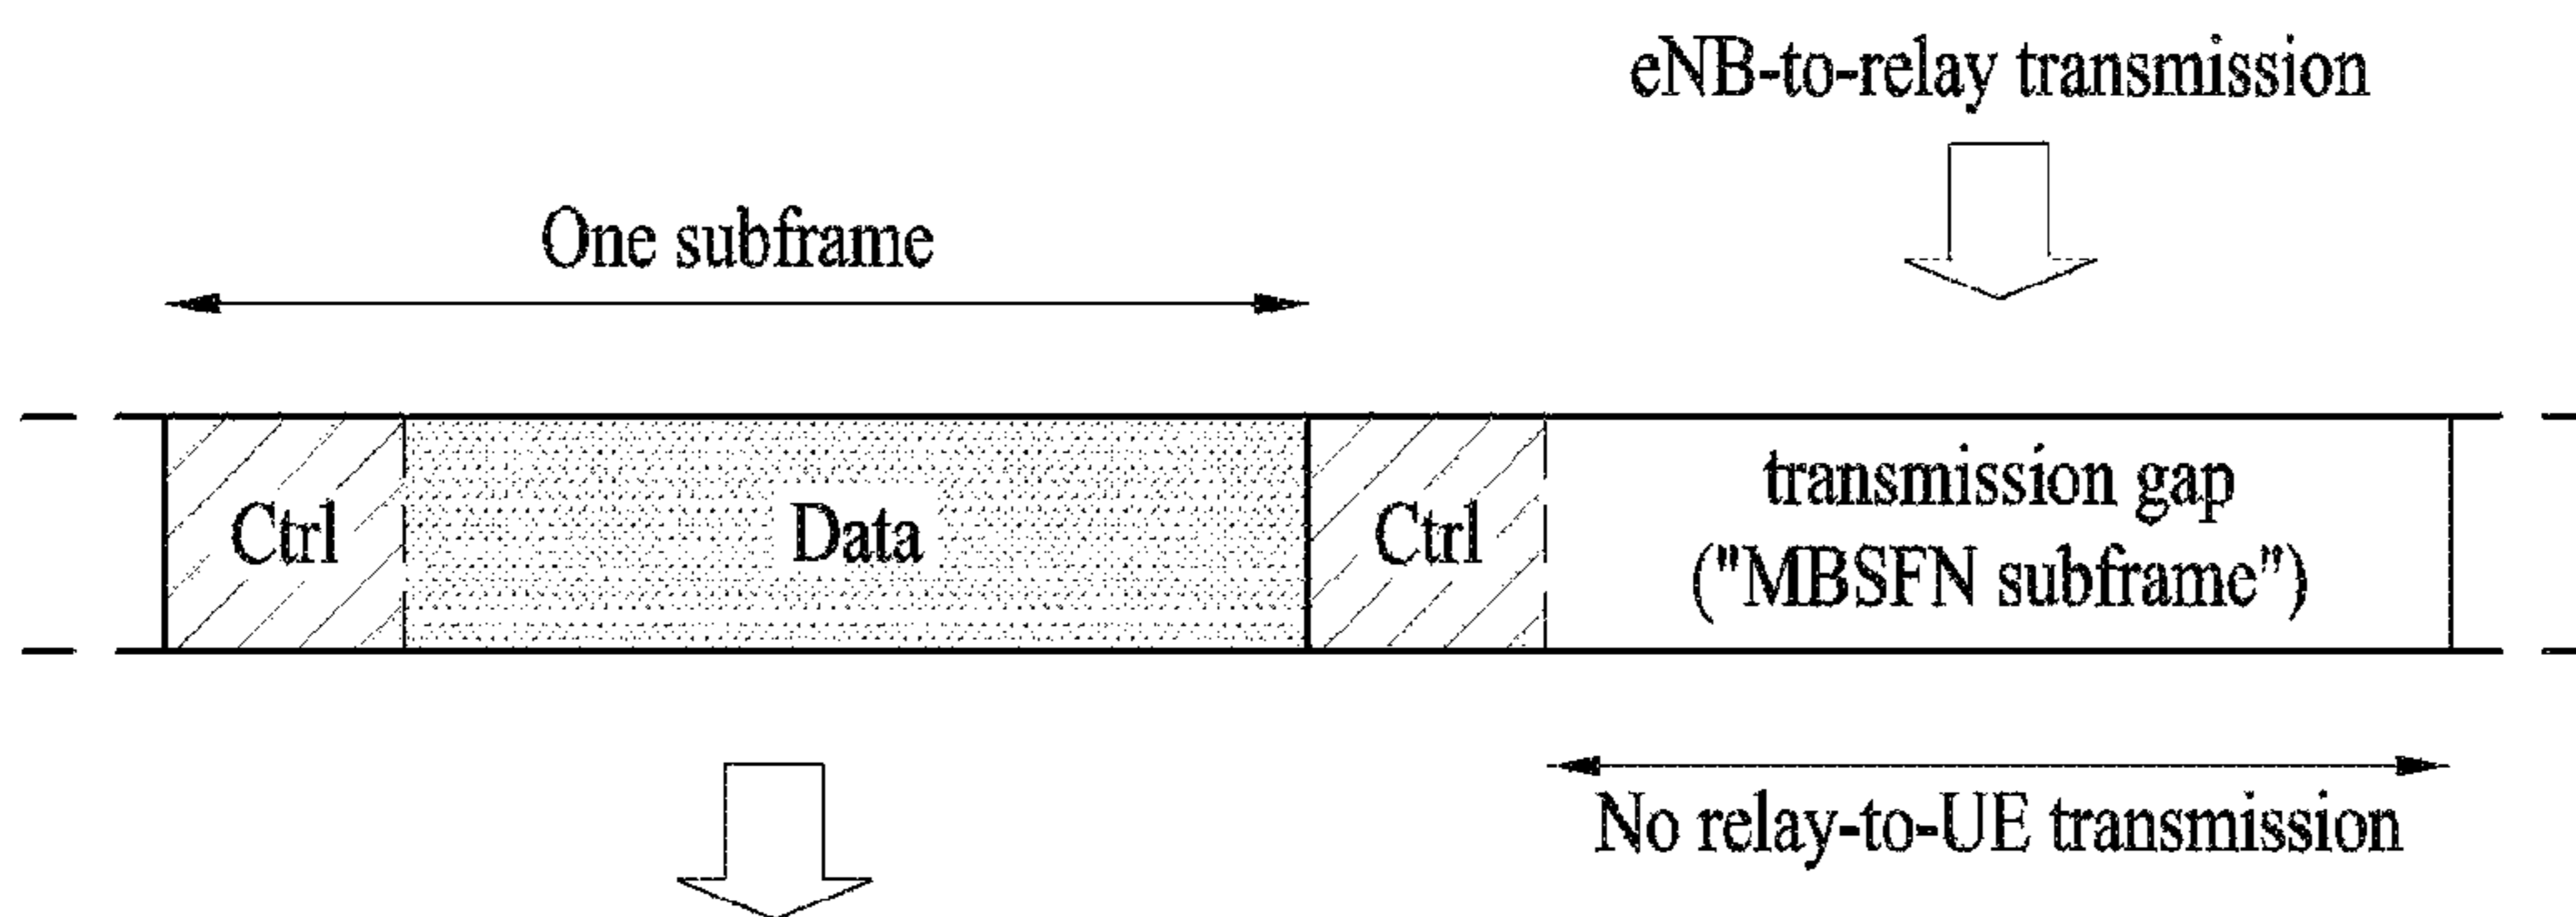 eNB-to-relay transmission
One subframe
Ctrl
Data
Ctrl
transmission gap
("MBSFN subframe")
No relay-to-UE transmission